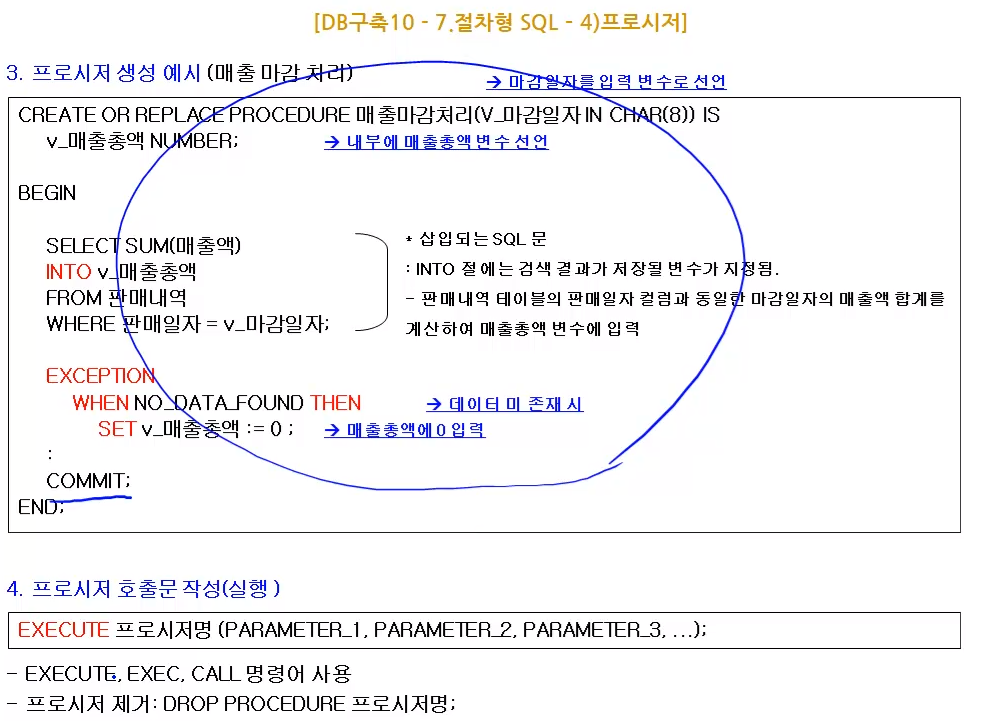 [DB구축10 - 7.절차형 SQL - 4)프로시저]
3. 프로시저 생성 예시 (매출 마감 처리)
→ 마감일자를 입력 변수로 선언
CREATE OR REPLACE PROCEDURE 매출마감처리(V_마감일자 IN CHAR(8)) IS
v_매출총액 NUMBER; → 내부에 매출총액 변수 선언
BEGIN
SELECT SUM(매출액)
INTO v_매출총액
FROM 판매내역
WHERE 판매일자 = v_마감일자;
* 삽입되는 SQL 문
: INTO 절에는 검색 결과가 저장될 변수가 지정됨.
- 판매내역 테이블의 판매일자 컬럼과 동일한 마감일자의 매출액 합계를
계산하여 매출총액 변수에 입력
EXCEPTION
WHEN NO_DATA_FOUND THEN → 데이터 미 존재 시
SET v_매출총액 := 0 ; → 매출총액에 0 입력
:
COMMIT;
END;
4. 프로시저 호출문 작성(실행 )
EXECUTE 프로시저명 (PARAMETER_1, PARAMETER_2, PARAMETER_3, ...);
- EXECUTE, EXEC, CALL 명령어 사용
- 프로시저 제거: DROP PROCEDURE 프로시저명;